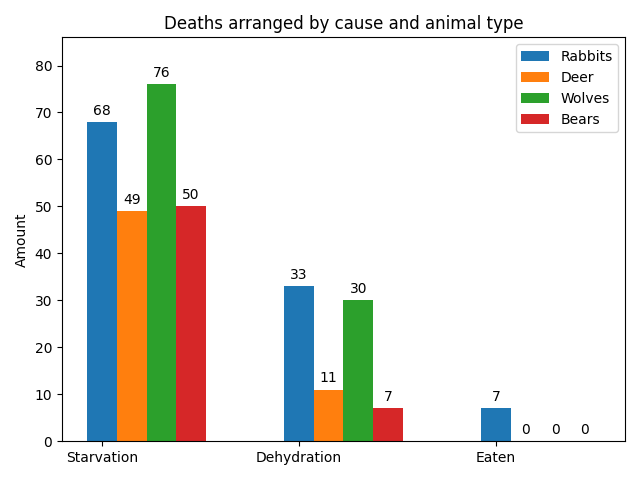 Deaths arranged by cause and animal type
Rabbits
Deer
Wolves
Bears
Amount
80
70
60
50
40
30
20
10
0
68
49
76
50
33
11
30
7
7
0
0
0
Starvation
Dehydration
Eaten